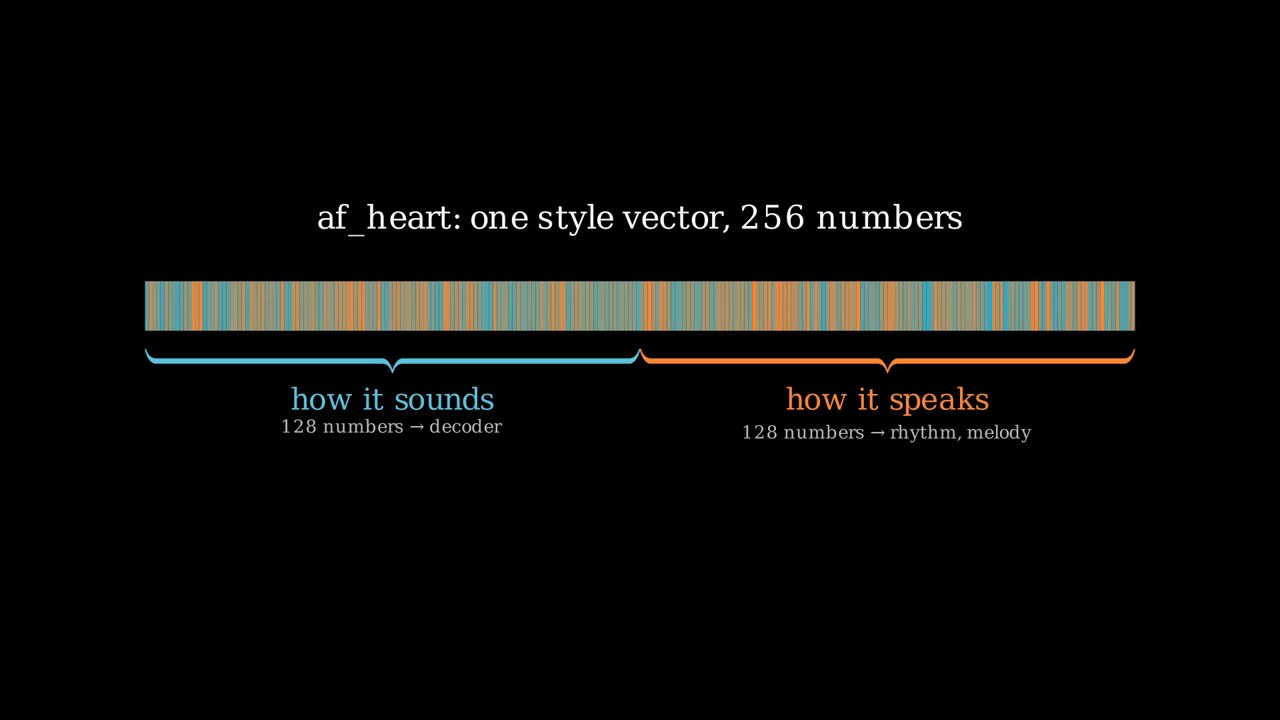 af_heart: one style vector, 256 numbers
how it sounds
128 numbers → decoder
how it speaks
128 numbers → rhythm, melody